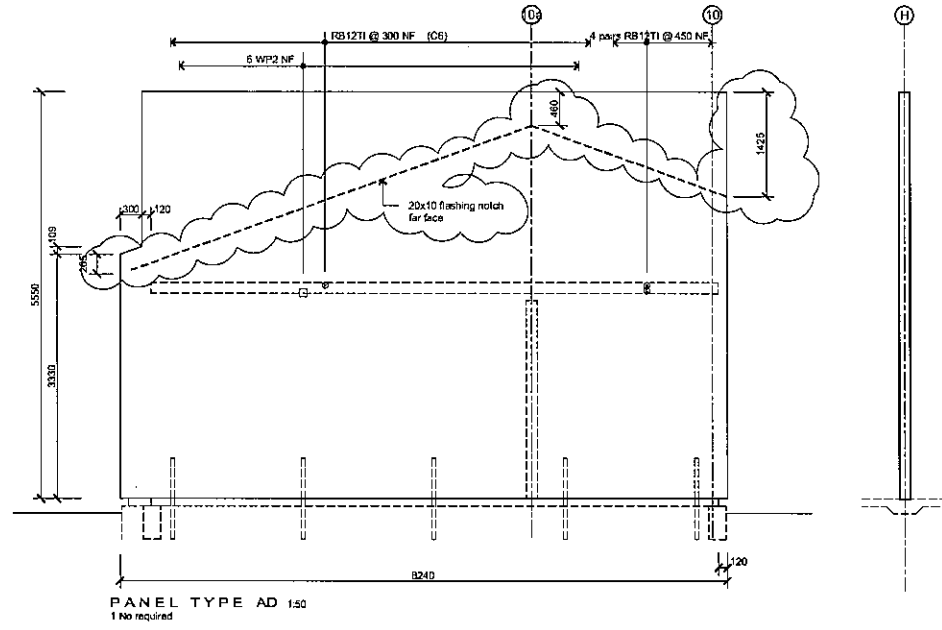 10a
10
H
RB12TI @ 300 NF (C6)
4 pairs RB12TI @ 450 NF
6 WP2 NF
460
1425
20x10 flashing notch
far face
300
120
109
265
5550
3330
120
8240
PANEL TYPE AD 1:50
1 No required